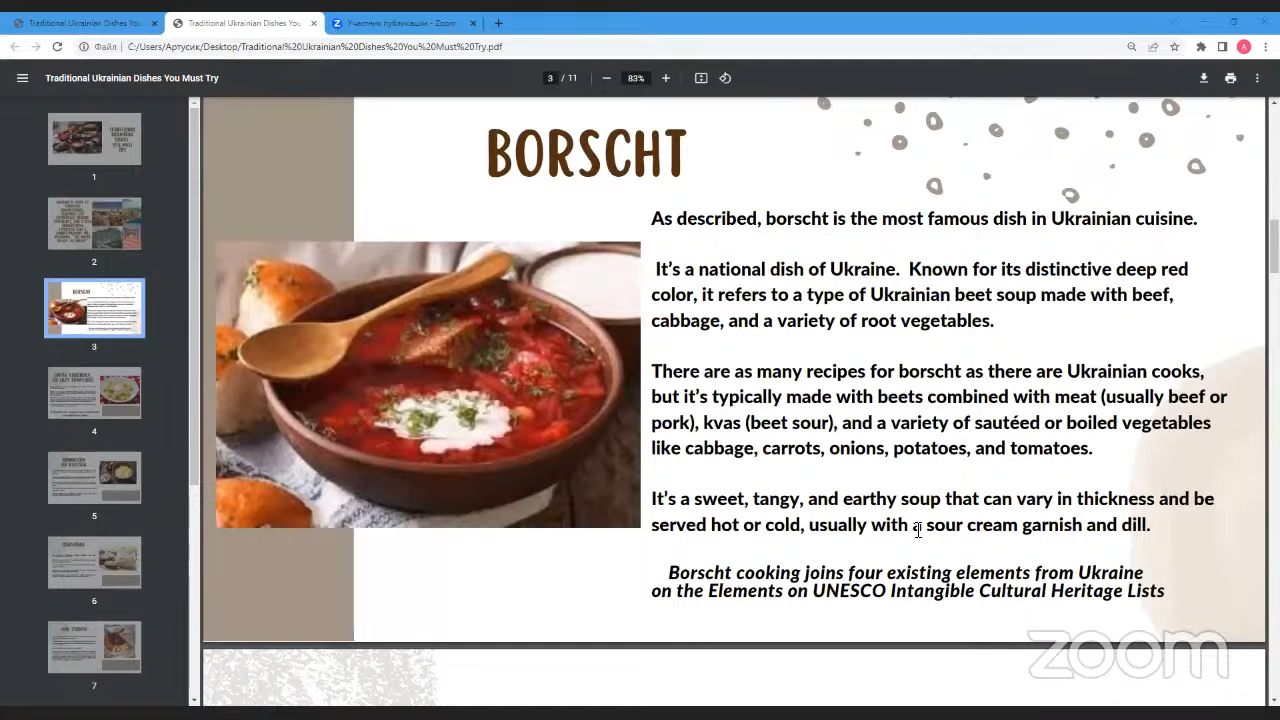 Traditional Ukrainian Dishes You
Traditional Ukrainian Dishes You
Участник публикации - Zoom
Файл
C:/Users/Артусик/Desktop/Traditional%20Ukrainian%20Dishes%20You%20Must%20Try.pdf
A
Traditional Ukrainian Dishes You Must Try
3 / 11
83%
BORSCHT
As described, borscht is the most famous dish in Ukrainian cuisine.
It's a national dish of Ukraine. Known for its distinctive deep red
color, it refers to a type of Ukrainian beet soup made with beef,
cabbage, and a variety of root vegetables.
There are as many recipes for borscht as there are Ukrainian cooks,
but it's typically made with beets combined with meat (usually beef or
pork), kvas (beet sour), and a variety of sautéed or boiled vegetables
like cabbage, carrots, onions, potatoes, and tomatoes.
It's a sweet, tangy, and earthy soup that can vary in thickness and be
served hot or cold, usually with a sour cream garnish and dill.
Borscht cooking joins four existing elements from Ukraine
on the Elements on UNESCO Intangible Cultural Heritage Lists
1
2
BORSCHT
3
4
5
6
7
zoom